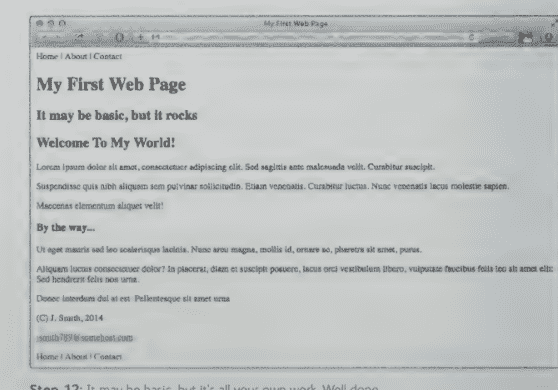 My First Web Page
Home | About | Contact
My First Web Page
It may be basic, but it rocks
Welcome To My World!
Lorem ipsum dolor sit amet, consectetuer adipiscing elit. Sed sagittis ante malesuada velit. Curabitur suscipit.
Suspendisse quis nibh aliquam sem pulvinar sollicitudin. Etiam venenatis. Curabitur luctus. Nunc venenatis lacus molestie sapien.
Maecenas elementum aliquet velit!
By the way...
Ut eget mauris sed leo scelerisque lacinia. Nunc arcu magna, mollis id, ornare ac, pharetra sit amet, purus.
Aliquam luctus consectetuer dolor? In placerat, diam et suscipit posuere, lacus orci vestibulum libero, vulputate faucibus felis leo sit amet elit.
Sed hendrerit felis non urna.
Donec interdum dui at est. Pellentesque sit amet urna
(C) J. Smith, 2014
smith789@somehost.com
Home | About | Contact
Step 12: It may be basic, but it's all your own work. Well done